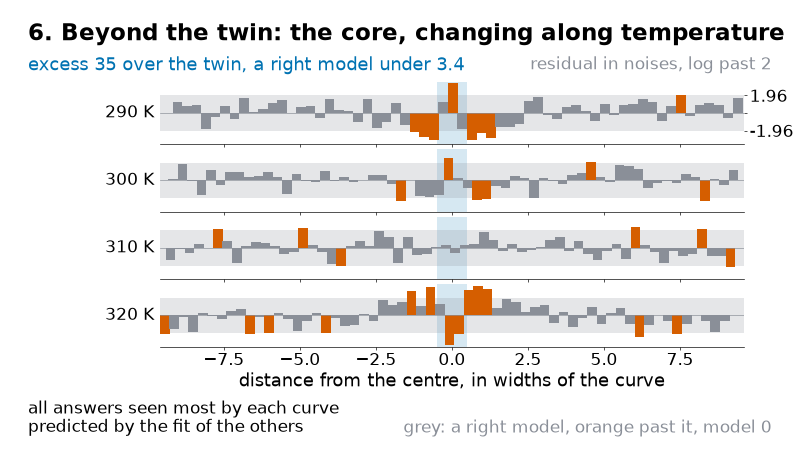 6. Beyond the twin: the core, changing along temperature
excess 35 over the twin, a right model under 3.4
residual in noises, log past 2
290 K
1.96
-1.96
300 K
310 K
320 K
−7.5 −5.0 −2.5 0.0 2.5 5.0 7.5
distance from the centre, in widths of the curve
all answers seen most by each curve
predicted by the fit of the others
grey: a right model, orange past it, model 0